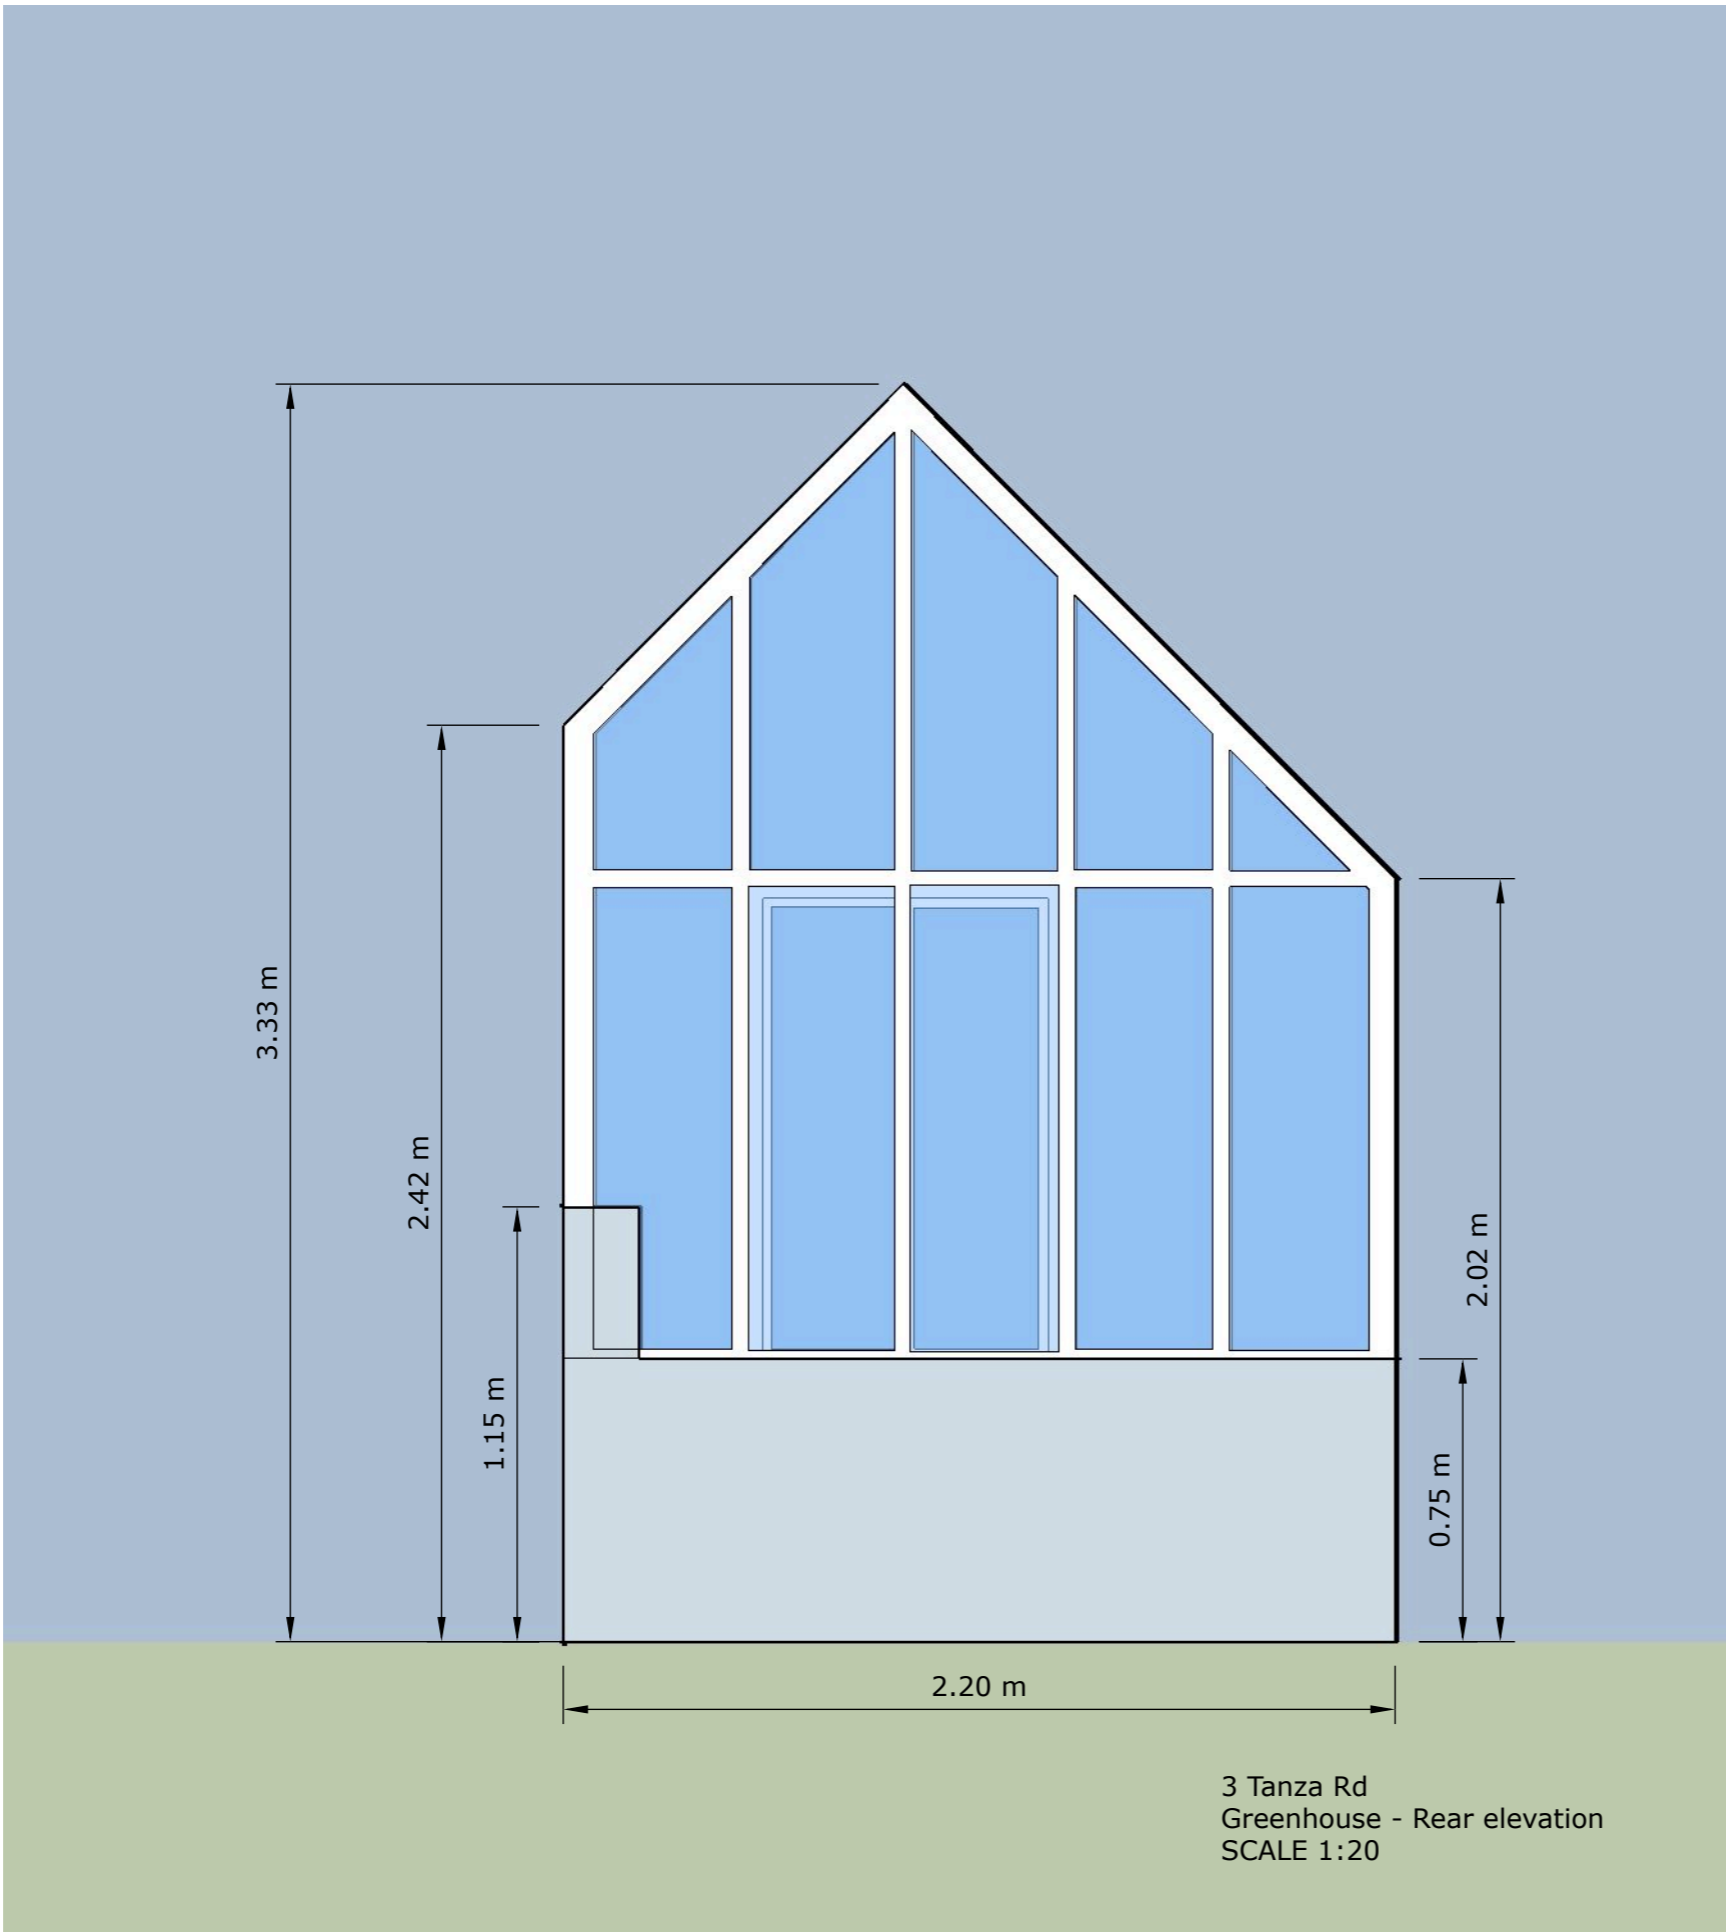 3.33 m
2.42 m
1.15 m
2.02 m
0.75 m
2.20 m
3 Tanza Rd
Greenhouse - Rear elevation
SCALE 1:20